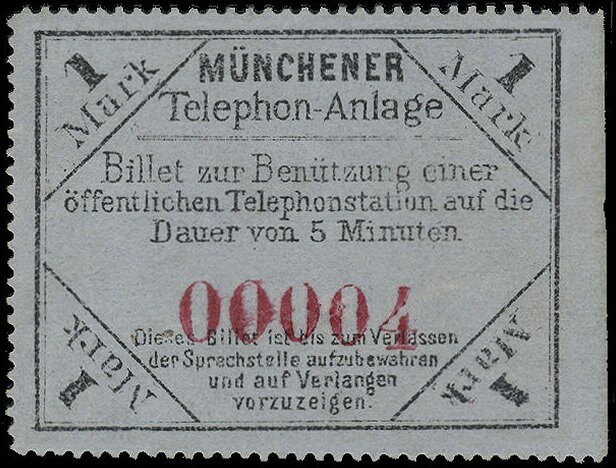 1 Mark
1 Mark
MÜNCHENER
Telephon-Anlage
Billet zur Benützung einer
öffentlichen Telephonstation auf die
Dauer von 5 Minuten.
00004
Dieses Billet ist bis zum Verlassen
der Sprechstelle aufzubewahren
und auf Verlangen
vorzuzeigen.
1 Mark
1 Mark